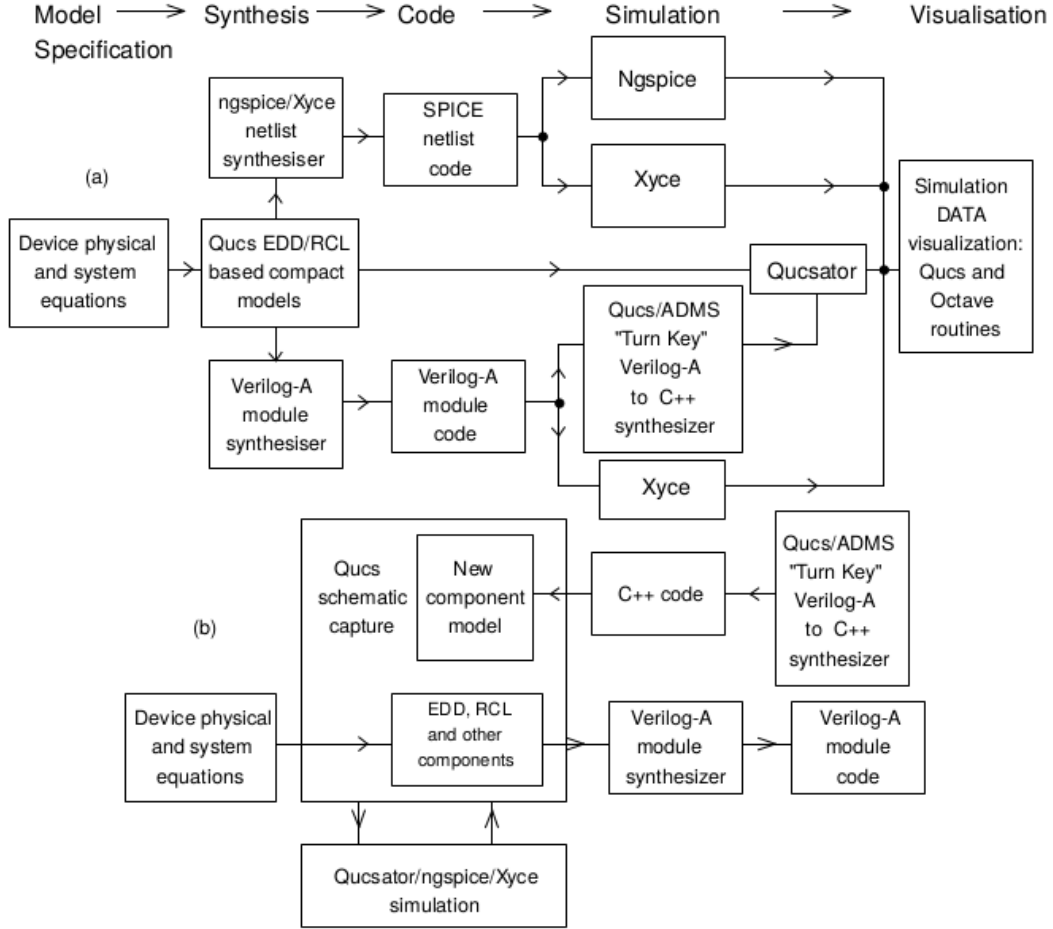 Model
Specification
Synthesis
Code
Simulation
Visualisation
(a)
ngspice/Xyce
netlist
synthesiser
SPICE
netlist
code
Ngspice
Xyce
Device physical
and system
equations
Qucs EDD/RCL
based compact
models
Qucsator
Simulation
DATA
visualization:
Qucs and
Octave
routines
Verilog-A
module
synthesiser
Verilog-A
module
code
Qucs/ADMS
"Turn Key"
Verilog-A
to C++
synthesizer
Xyce
(b)
Qucs
schematic
capture
New
component
model
C++ code
Qucs/ADMS
"Turn Key"
Verilog-A
to C++
synthesizer
Device physical
and system
equations
EDD, RCL
and other
components
Verilog-A
module
synthesizer
Verilog-A
module
code
Qucsator/ngspice/Xyce
simulation